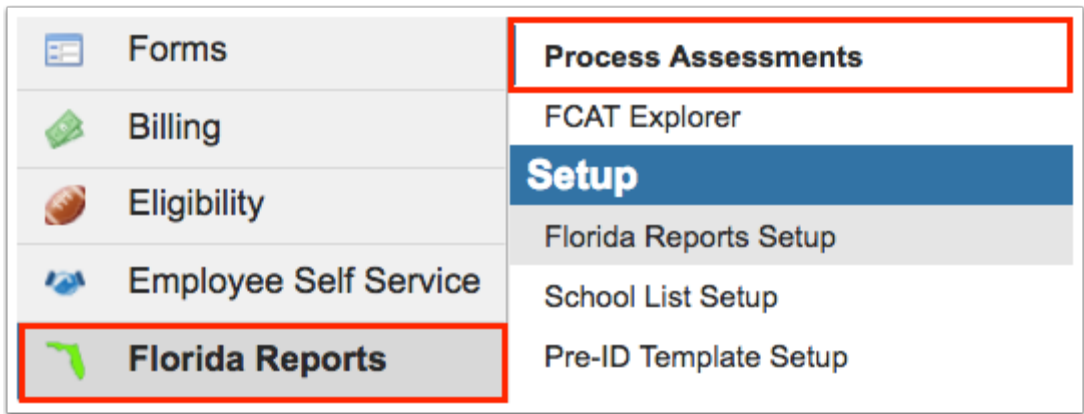 Forms
Billing
Eligibility
Employee Self Service
Florida Reports
Process Assessments
FCAT Explorer
Setup
Florida Reports Setup
School List Setup
Pre-ID Template Setup